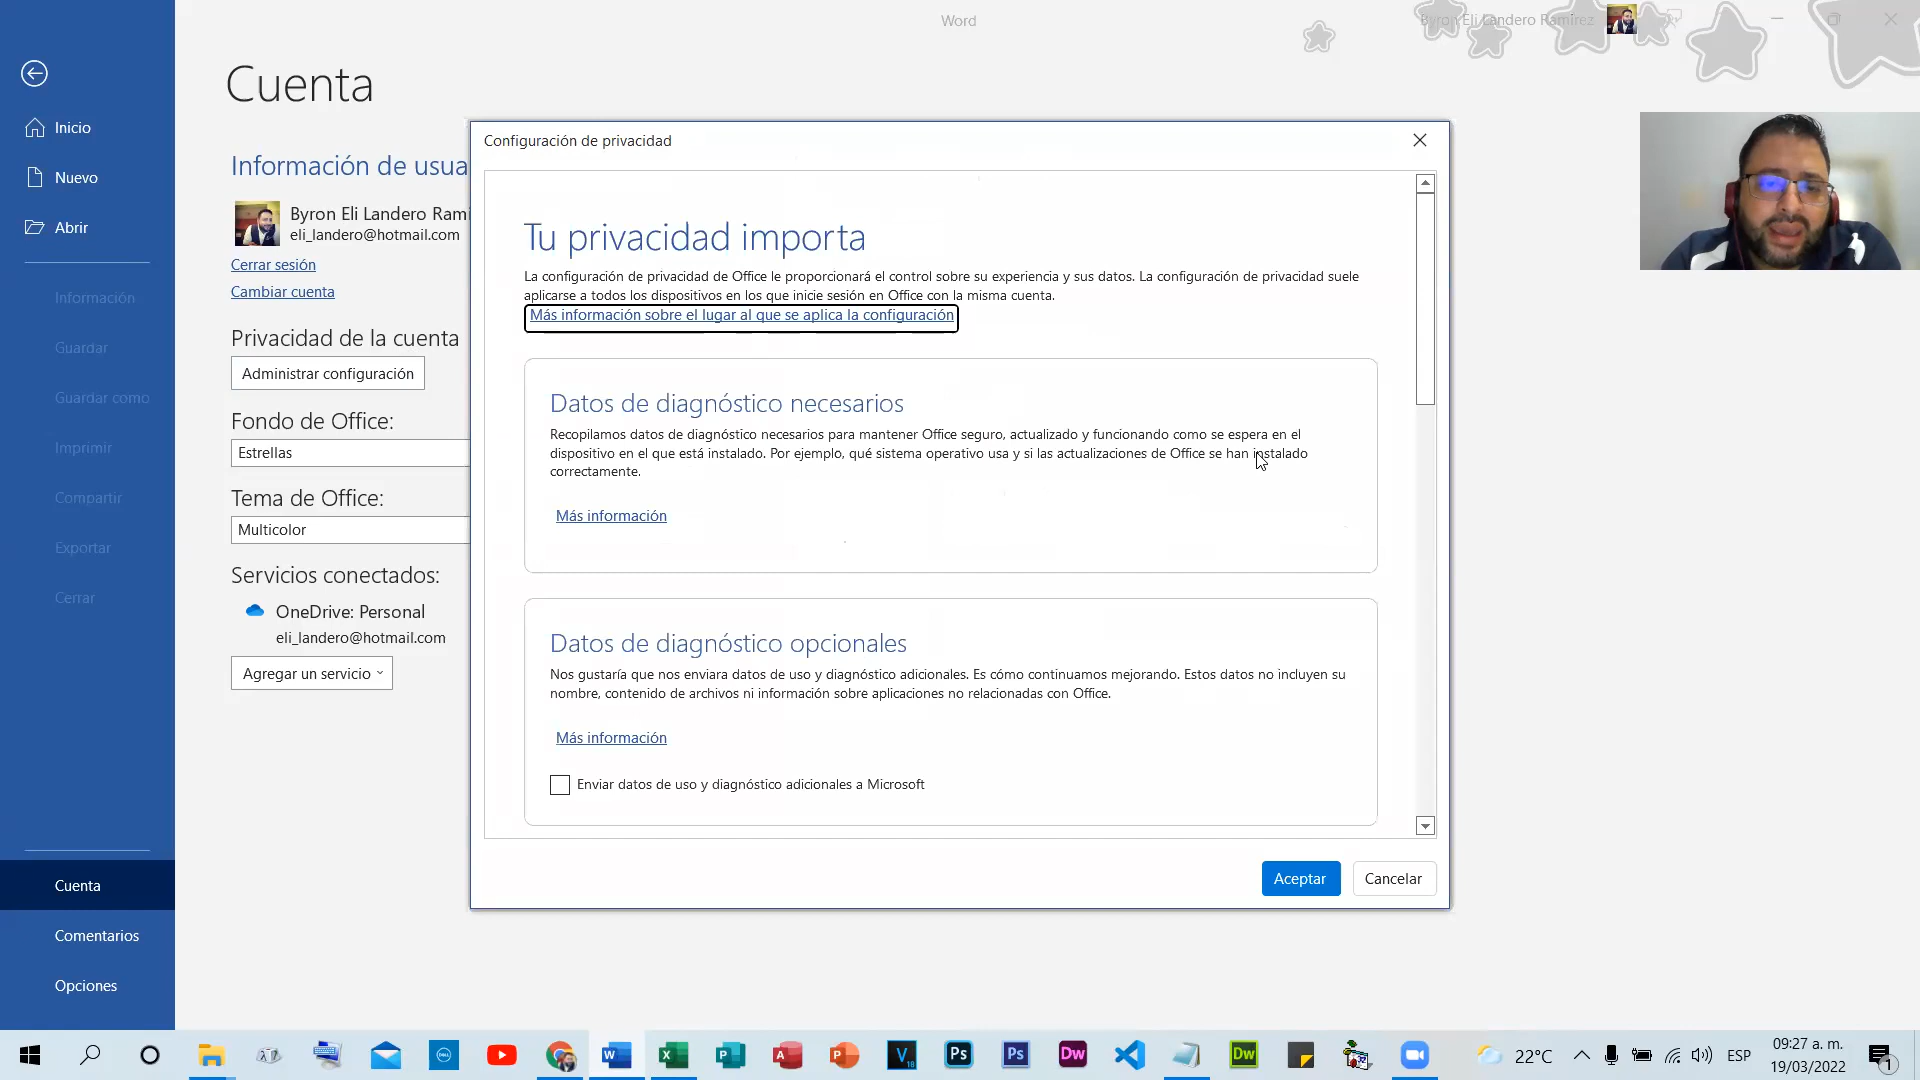 Word
Byron Eli Landero Ramirez
Cuenta
Inicio
Nuevo
Abrir
Información
Guardar
Guardar como
Imprimir
Compartir
Exportar
Cerrar
Cuenta
Comentarios
Opciones
Información de usua
Byron Eli Landero Rami
eli_landero@hotmail.com
Cerrar sesión
Cambiar cuenta
Privacidad de la cuenta
Administrar configuración
Fondo de Office:
Estrellas
Tema de Office:
Multicolor
Servicios conectados:
OneDrive: Personal
eli_landero@hotmail.com
Agregar un servicio
Configuración de privacidad
Tu privacidad importa
La configuración de privacidad de Office le proporcionará el control sobre su experiencia y sus datos. La configuración de privacidad suele
aplicarse a todos los dispositivos en los que inicie sesión en Office con la misma cuenta.
Más información sobre el lugar al que se aplica la configuración
Datos de diagnóstico necesarios
Recopilamos datos de diagnóstico necesarios para mantener Office seguro, actualizado y funcionando como se espera en el
dispositivo en el que está instalado. Por ejemplo, qué sistema operativo usa y si las actualizaciones de Office se han instalado
correctamente.
Más información
Datos de diagnóstico opcionales
Nos gustaría que nos enviara datos de uso y diagnóstico adicionales. Es cómo continuamos mejorando. Estos datos no incluyen su
nombre, contenido de archivos ni información sobre aplicaciones no relacionadas con Office.
Más información
Enviar datos de uso y diagnóstico adicionales a Microsoft
Aceptar
Cancelar
22°C
ESP
09:27 a. m.
19/03/2022
1